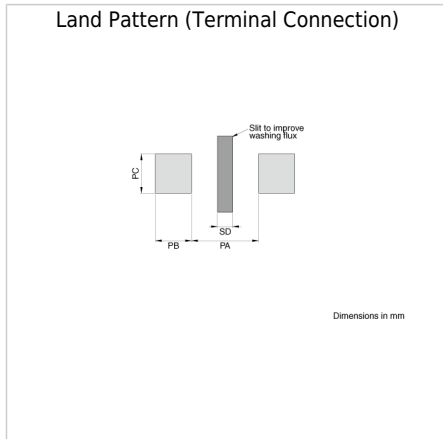 Land Pattern (Terminal Connection)
Slit to improve
washing flux
PC
SD
PB
PA
Dimensions in mm